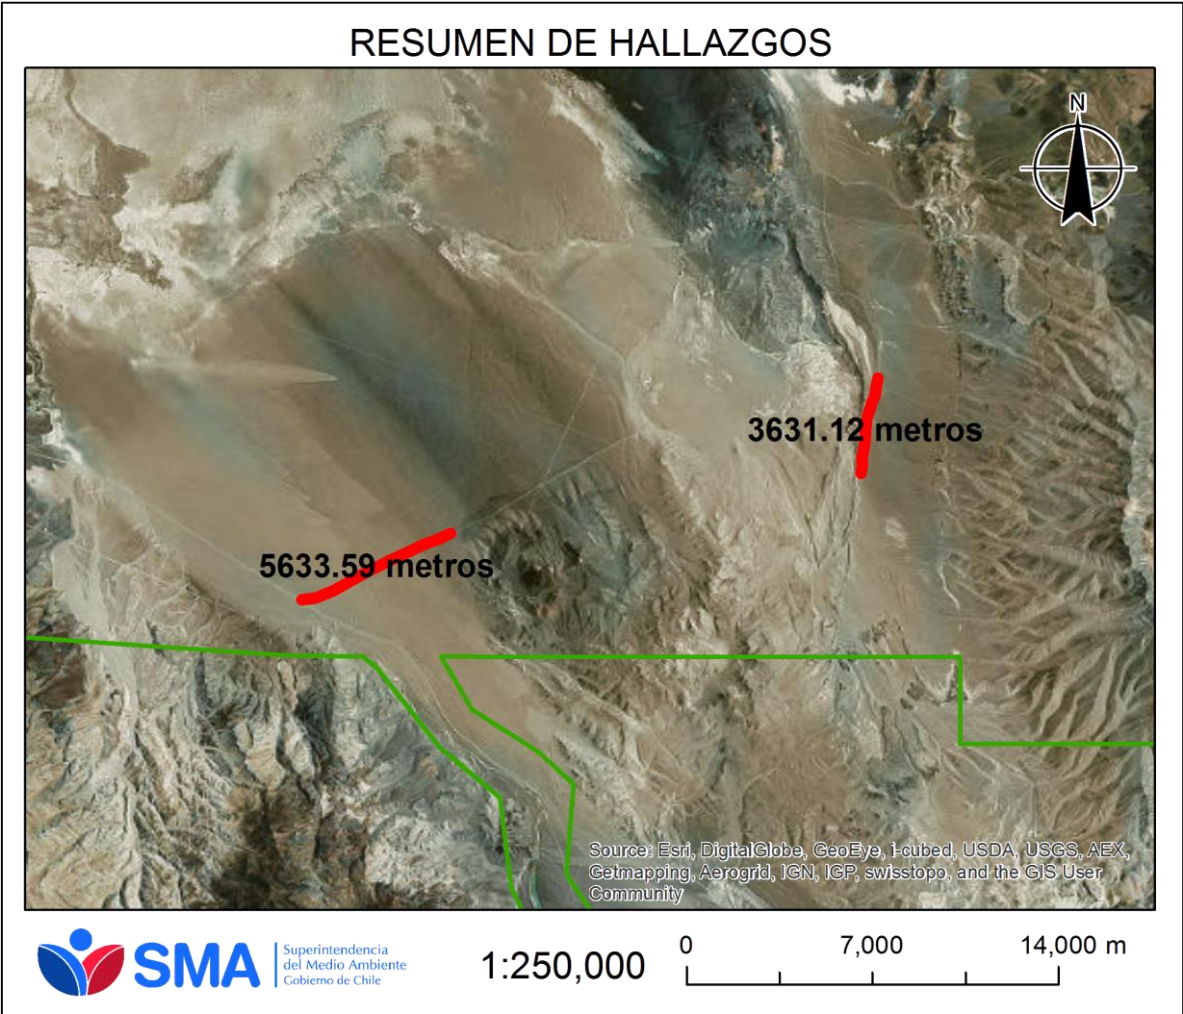 RESUMEN DE HALLAZGOS
N
3631.12 metros
5633.59 metros
Source: Esri, DigitalGlobe, GeoEye, i-cubed, USDA, USGS, AEX,
Getmapping, Aerogrid, IGN, IGP, swisstopo, and the GIS User
Community
SMA
Superintendencia
del Medio Ambiente
Gobierno de Chile
1:250,000
0 7,000 14,000 m